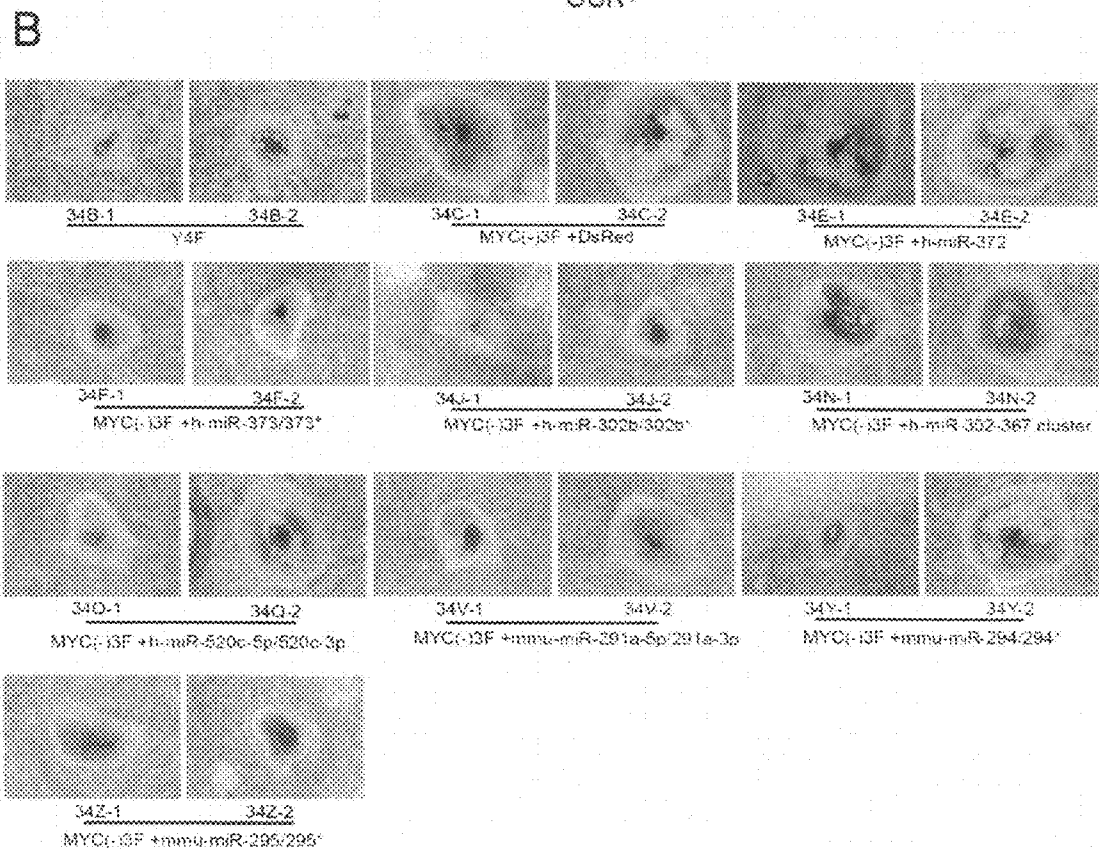 B
34B-1 34B-2 34C-1 34C-2 34E-1 34E-2
Y4F MYC(-)3F +DsRed MYC(-)3F +h-miR-372
34F-1 34F-2 34J-1 34J-2 34N-1 34N-2
MYC(-)3F +h-miR-373/373* MYC(-)3F +h-miR-302b/302b* MYC(-)3F +h-miR-302-367 cluster
34Q-1 34Q-2 34V-1 34V-2 34Y-1 34Y-2
MYC(-)3F +h-miR-520c-5p/520c-3p MYC(-)3F +mmu-miR-291a-5p/291a-3p MYC(-)3F +mmu-miR-294/294*
34Z-1 34Z-2
MYC(-)3F +mmu-miR-295/295*